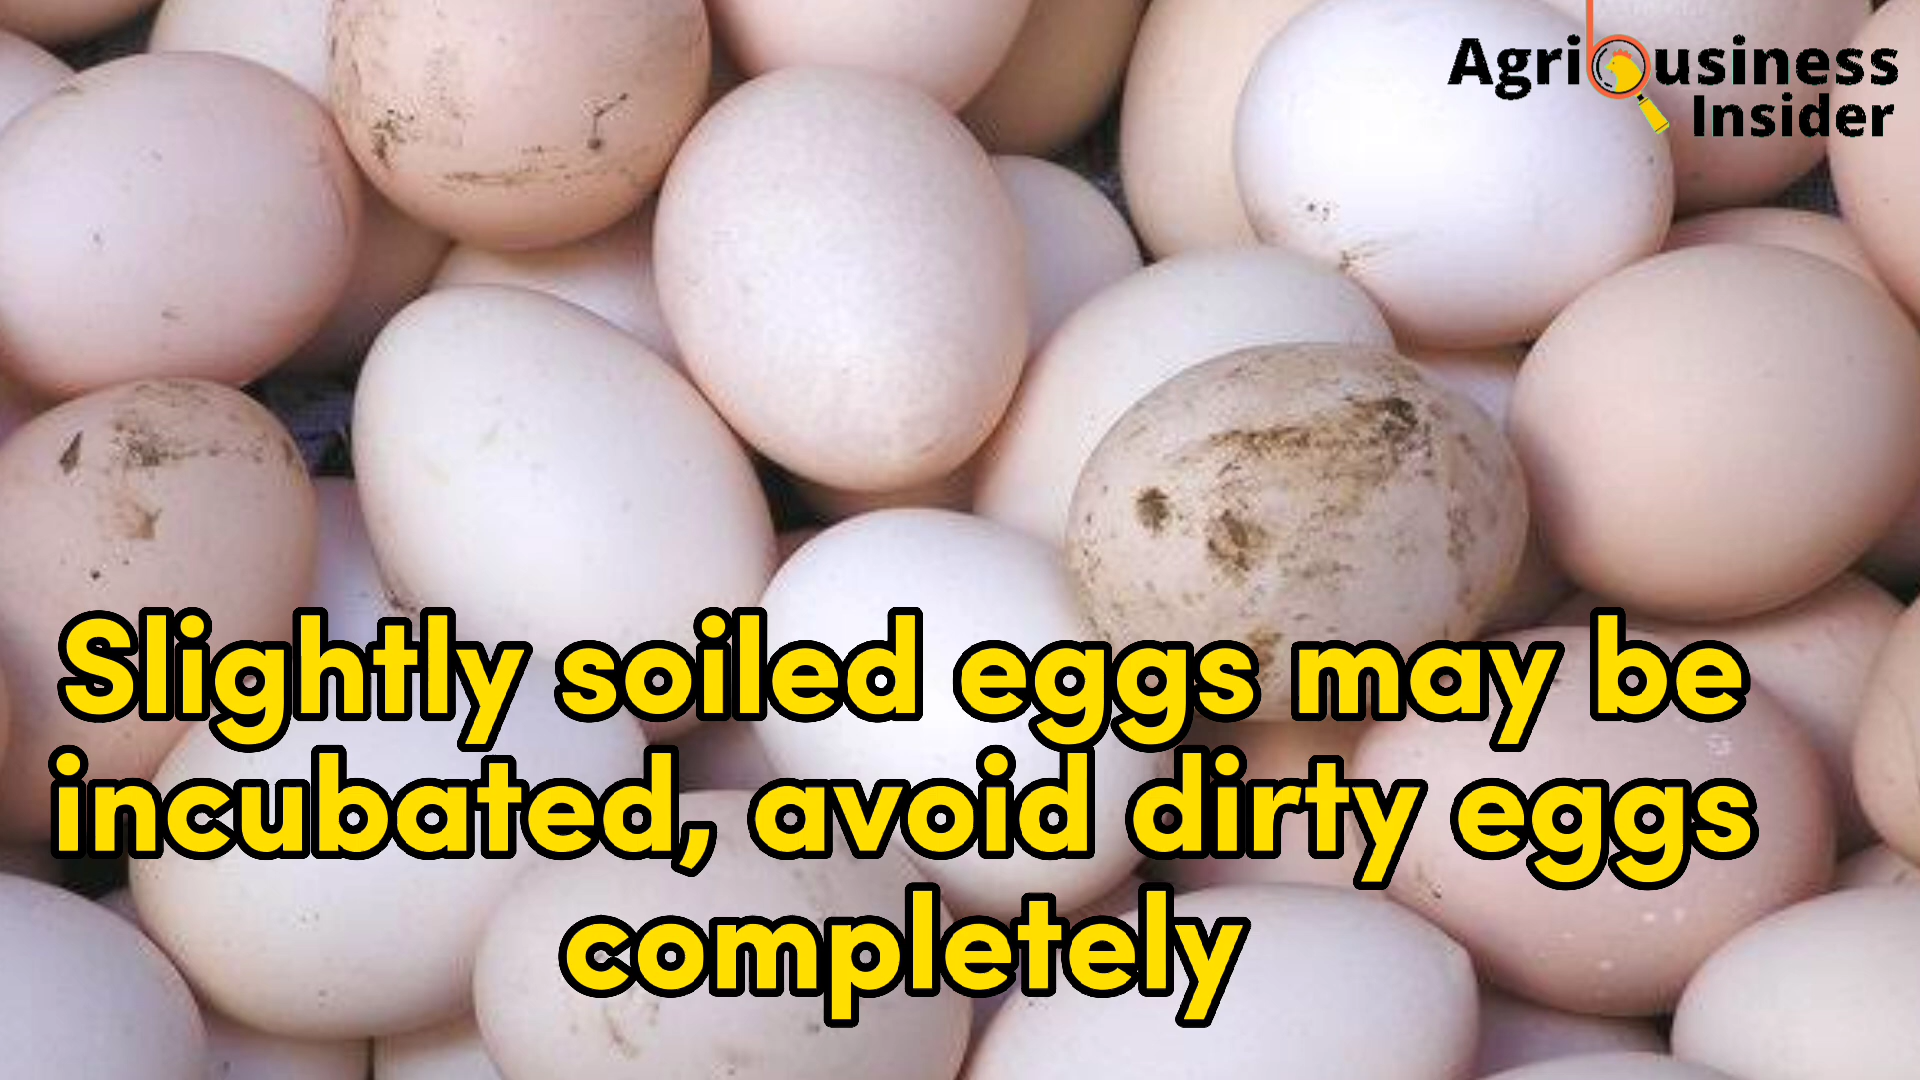 Agribusiness
Insider
Slightly soiled eggs may be
incubated, avoid dirty eggs
completely